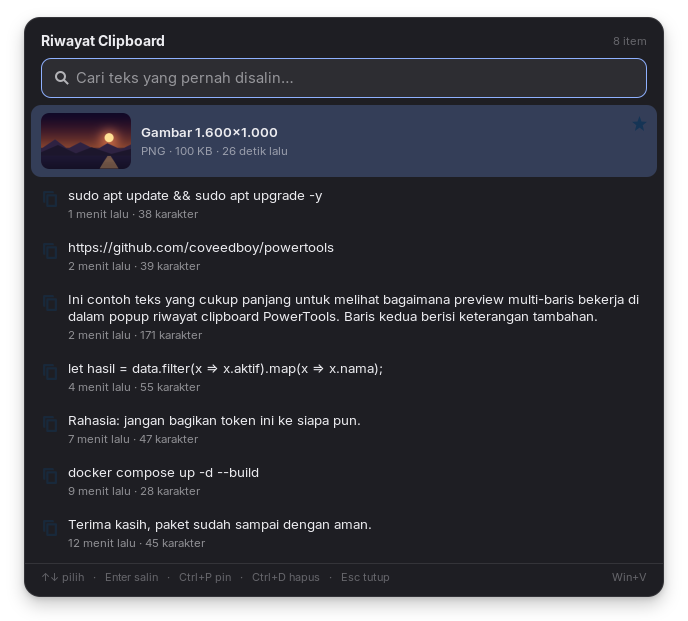 Riwayat Clipboard
8 item
Cari teks yang pernah disalin...
Gambar 1.600×1.000
PNG · 100 KB · 26 detik lalu
sudo apt update && sudo apt upgrade -y
1 menit lalu · 38 karakter
https://github.com/coveedboy/powertools
2 menit lalu · 39 karakter
Ini contoh teks yang cukup panjang untuk melihat bagaimana preview multi-baris bekerja di
dalam popup riwayat clipboard PowerTools. Baris kedua berisi keterangan tambahan.
2 menit lalu · 171 karakter
let hasil = data.filter(x => x.aktif).map(x => x.nama);
4 menit lalu · 55 karakter
Rahasia: jangan bagikan token ini ke siapa pun.
7 menit lalu · 47 karakter
docker compose up -d --build
9 menit lalu · 28 karakter
Terima kasih, paket sudah sampai dengan aman.
12 menit lalu · 45 karakter
↑↓ pilih · Enter salin · Ctrl+P pin · Ctrl+D hapus · Esc tutup
Win+V